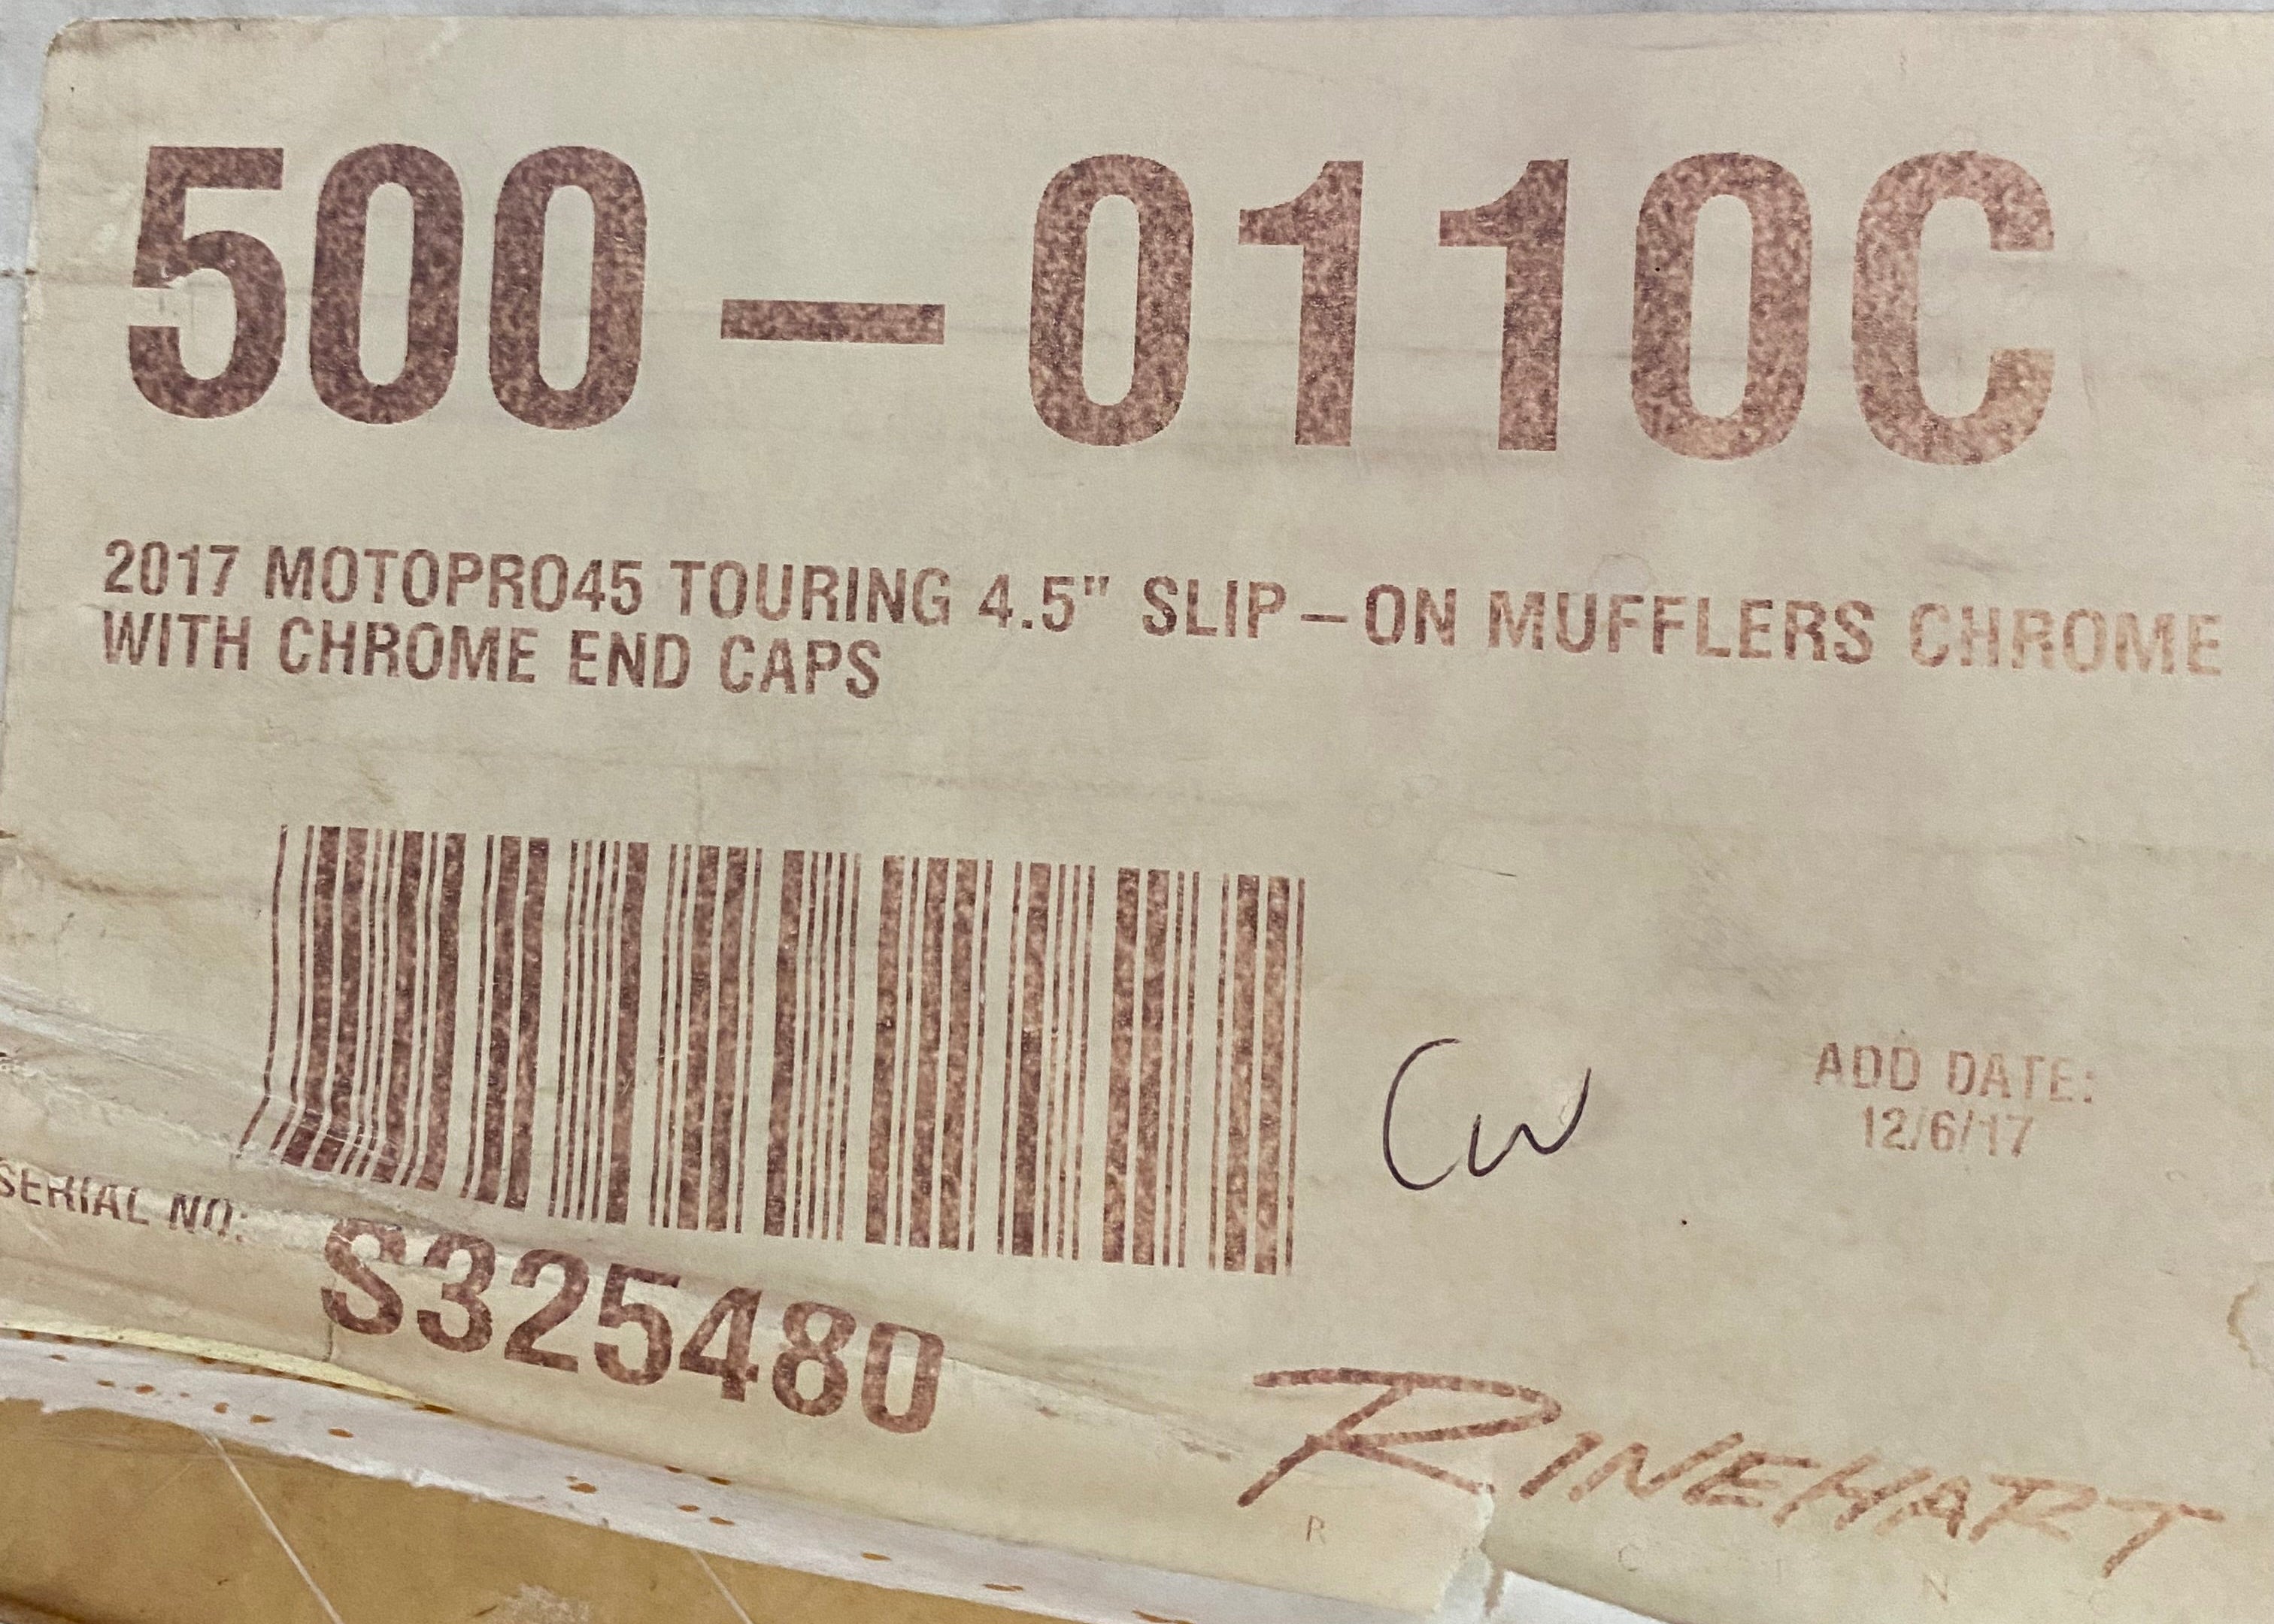 500-0110C
2017 MOTOPRO45 TOURING 4.5" SLIP-ON MUFFLERS CHROME
WITH CHROME END CAPS
CW
ADD DATE:
12/6/17
SERIAL NO:
S325480
RINEHART
R C I N G